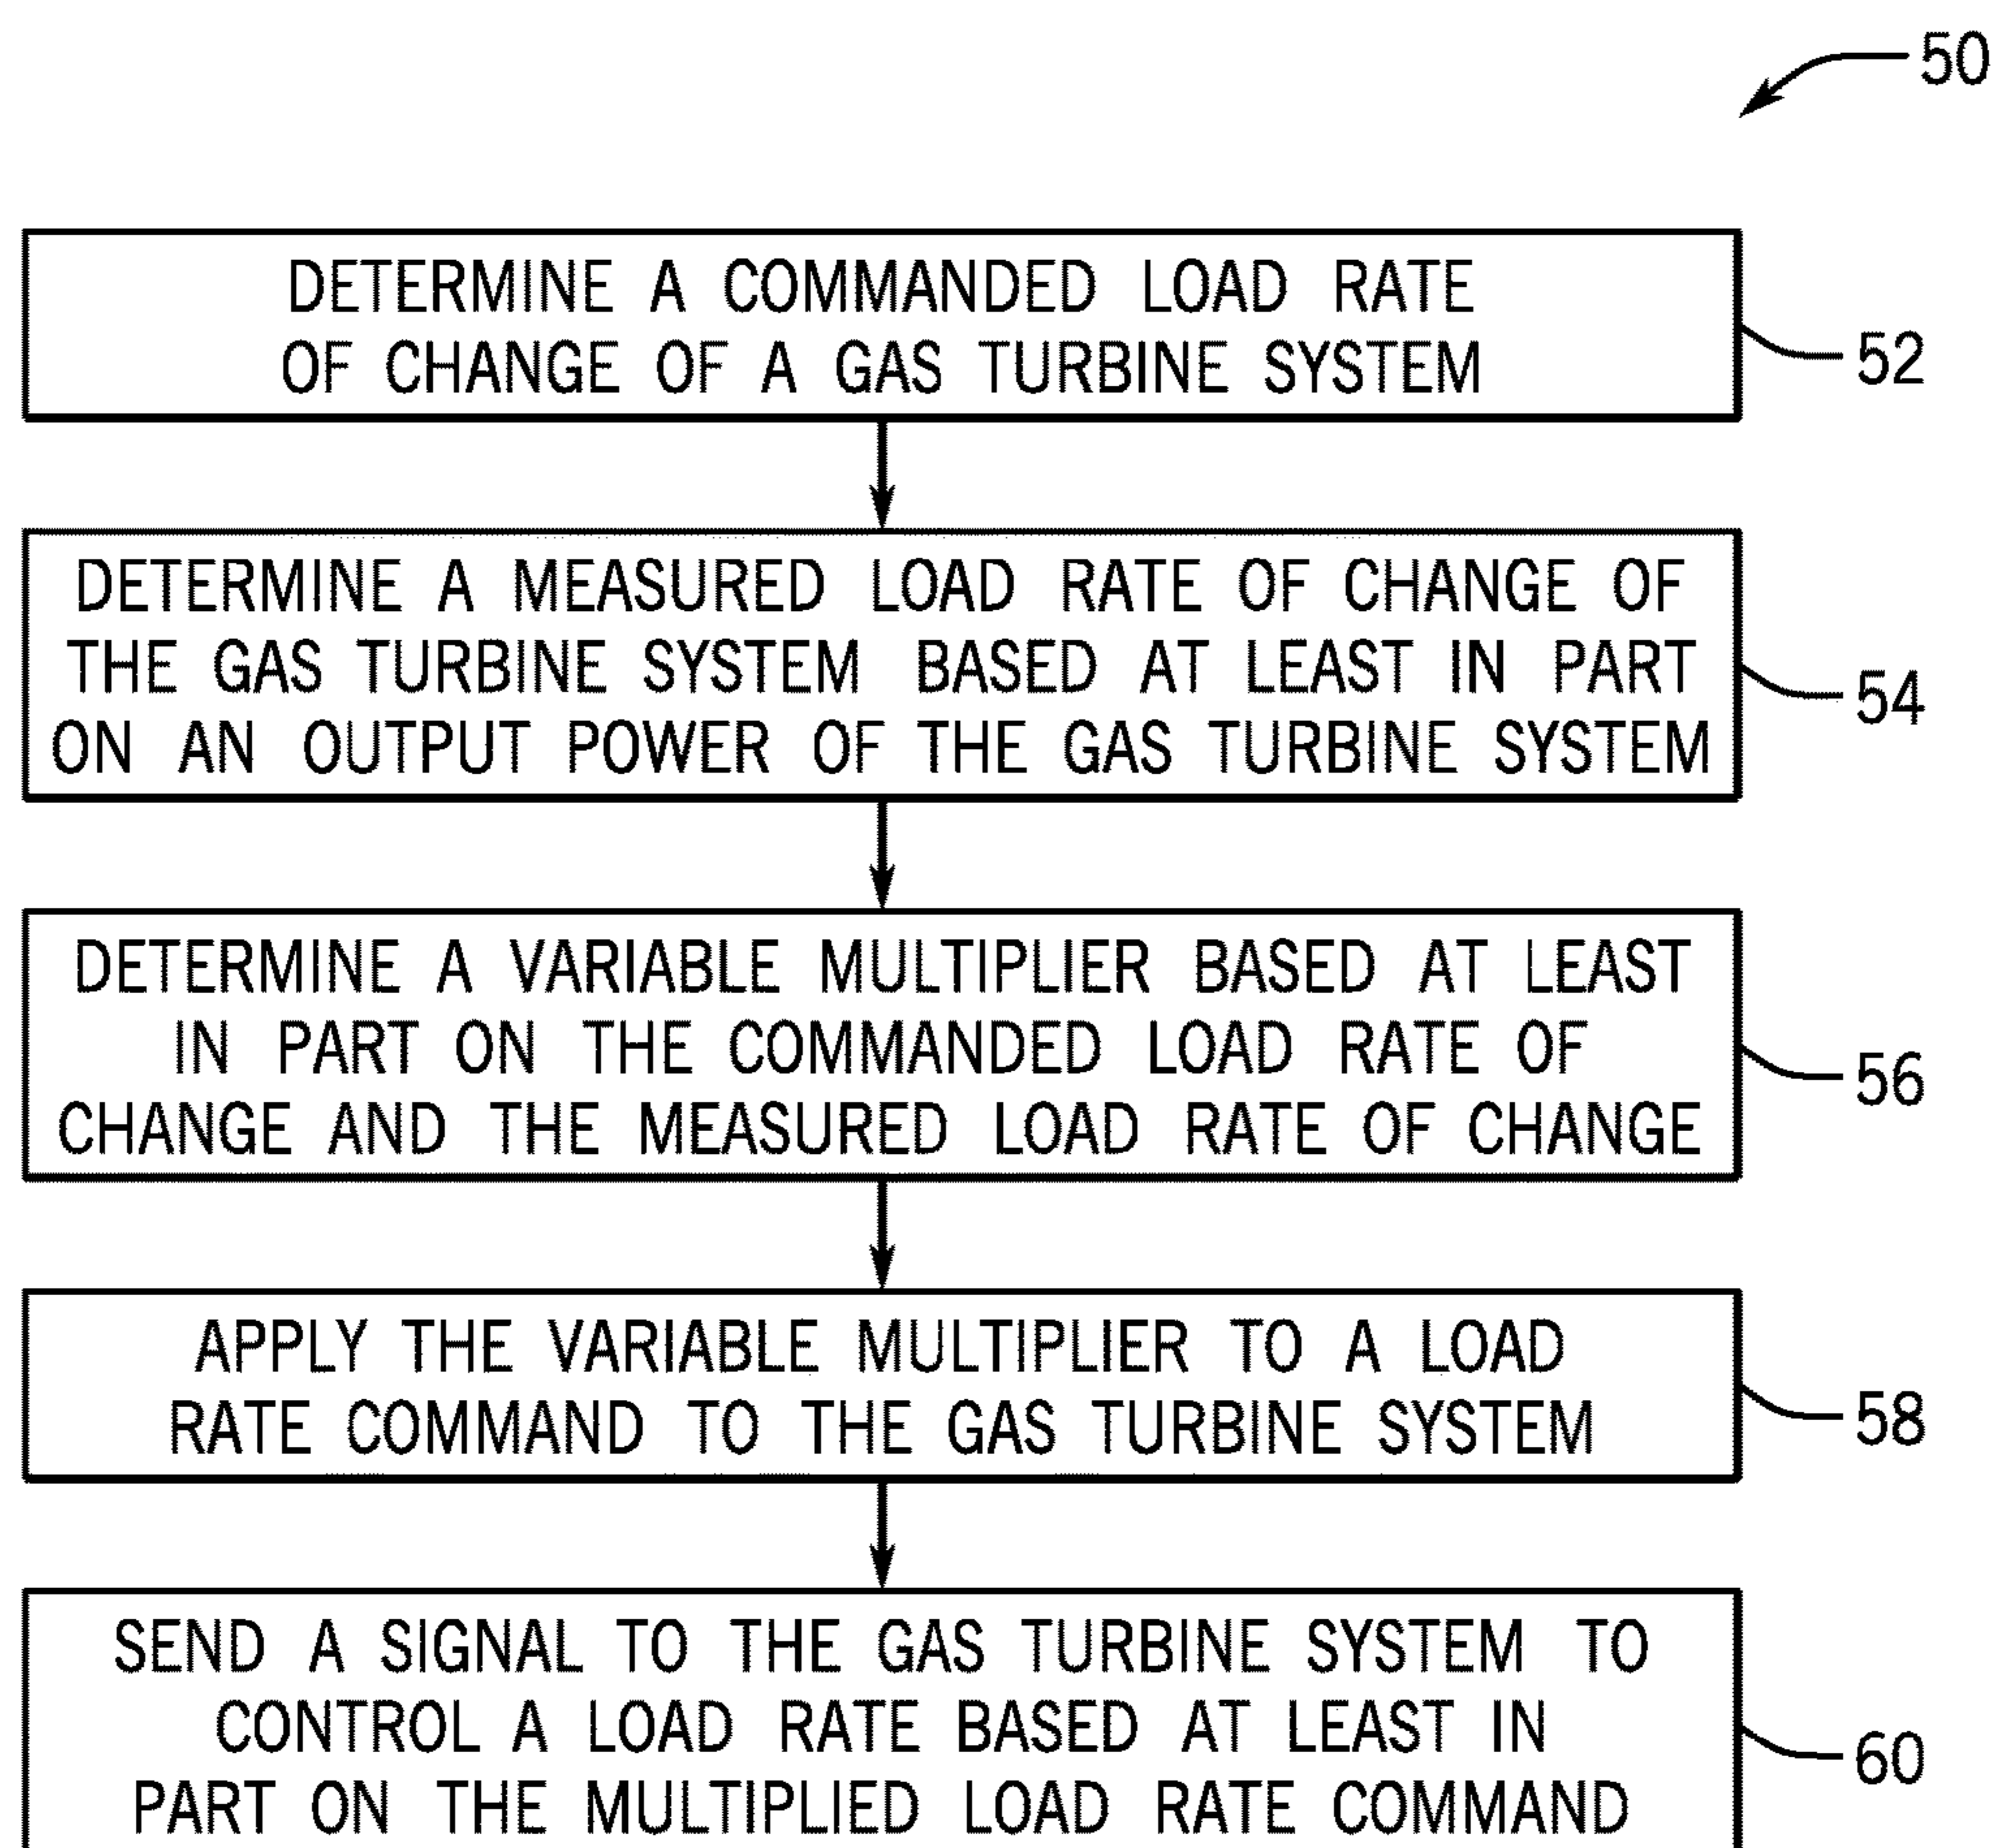 50
DETERMINE A COMMANDED LOAD RATE
OF CHANGE OF A GAS TURBINE SYSTEM
52
DETERMINE A MEASURED LOAD RATE OF CHANGE OF
THE GAS TURBINE SYSTEM BASED AT LEAST IN PART
ON AN OUTPUT POWER OF THE GAS TURBINE SYSTEM
54
DETERMINE A VARIABLE MULTIPLIER BASED AT LEAST
IN PART ON THE COMMANDED LOAD RATE OF
CHANGE AND THE MEASURED LOAD RATE OF CHANGE
56
APPLY THE VARIABLE MULTIPLIER TO A LOAD
RATE COMMAND TO THE GAS TURBINE SYSTEM
58
SEND A SIGNAL TO THE GAS TURBINE SYSTEM TO
CONTROL A LOAD RATE BASED AT LEAST IN
PART ON THE MULTIPLIED LOAD RATE COMMAND
60